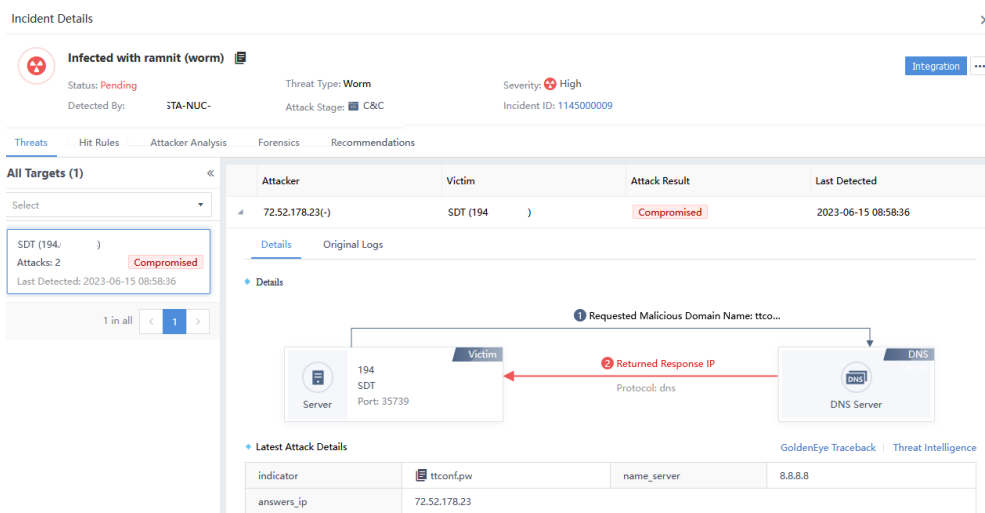 Incident Details
Infected with ramnit (worm)
Integration
Status: Pending
Threat Type: Worm
Severity: High
Detected By: STA-NUC-
Attack Stage: C&C
Incident ID: 1145000009
Threats
Hit Rules
Attacker Analysis
Forensics
Recommendations
All Targets (1)
Select
SDT (194. )
Attacks: 2
Compromised
Last Detected: 2023-06-15 08:58:36
1 in all < 1 >
Attacker
Victim
Attack Result
Last Detected
72.52.178.23(-)
SDT (194 )
Compromised
2023-06-15 08:58:36
Details
Original Logs
Details
1 Requested Malicious Domain Name: ttco...
Victim
194
SDT
Port: 35739
Server
2 Returned Response IP
Protocol: dns
DNS
DNS
DNS Server
Latest Attack Details
GoldenEye Traceback | Threat Intelligence
indicator
ttconf.pw
name_server
8.8.8.8
answers_ip
72.52.178.23